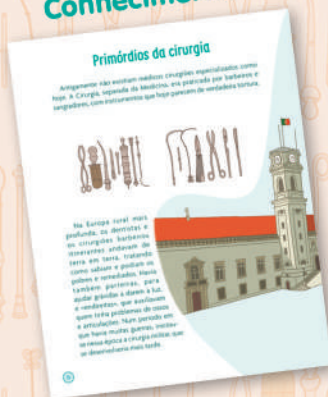 Conhecimen
Primórdios da cirurgia
Antigamente não existiam médicos cirurgiões especializados como
hoje. A Cirurgia, separada da Medicina, era praticada por barbeiros e
sangradores, com instrumentos que hoje parecem de verdadeira tortura.
Na Europa rural mais
profunda, os dentistas e
os cirurgiões barbeiros
itinerantes andavam de
terra em terra, tratando
como sabiam e podiam os
pobres e remediados. Havia
também parteiras, para
ajudar grávidas a darem à luz,
e «endireitas», que auxiliavam
quem tinha problemas de ossos
e articulações. Num período em
que havia muitas guerras, iniciou-
se nessa época a cirurgia militar, que
se desenvolveria mais tarde.